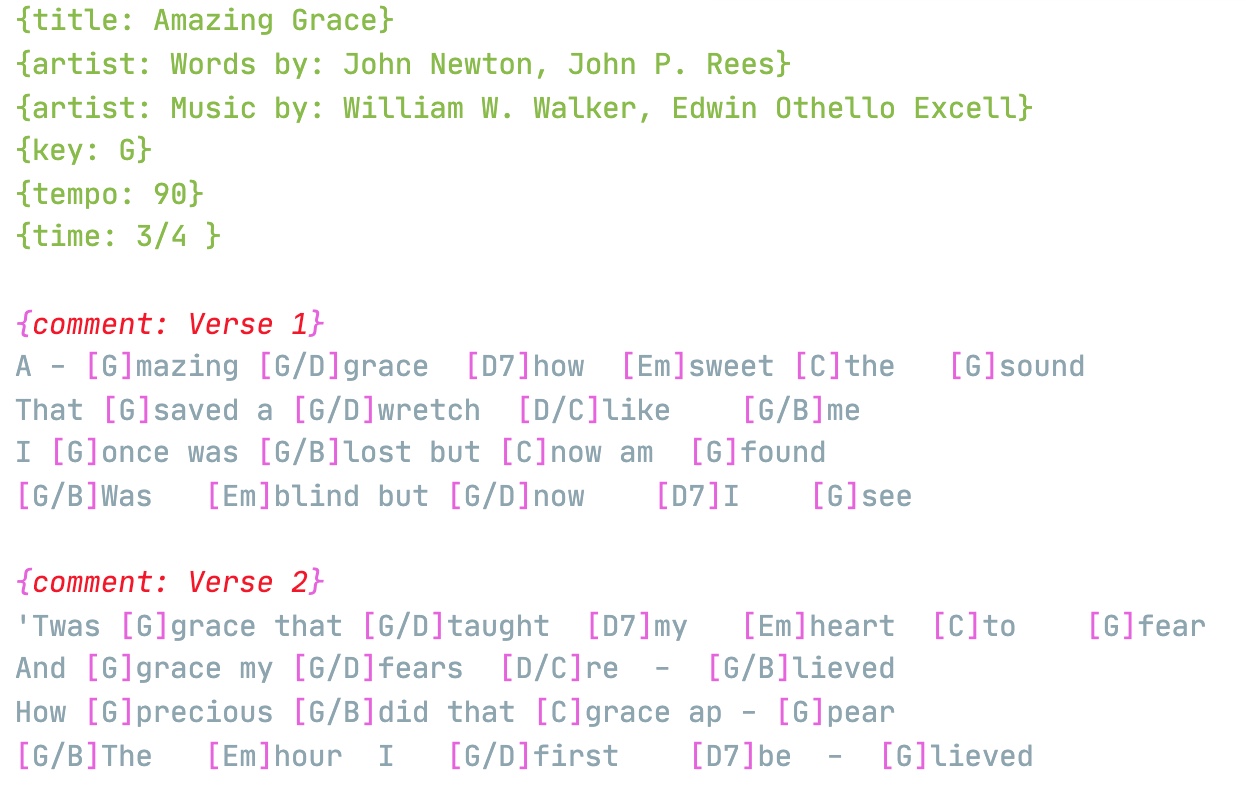 {title: Amazing Grace}
{artist: Words by: John Newton, John P. Rees}
{artist: Music by: William W. Walker, Edwin Othello Excell}
{key: G}
{tempo: 90}
{time: 3/4 }

{comment: Verse 1}
A - [G]mazing [G/D]grace  [D7]how  [Em]sweet [C]the   [G]sound
That [G]saved a [G/D]wretch  [D/C]like    [G/B]me
I [G]once was [G/B]lost but [C]now am  [G]found
[G/B]Was   [Em]blind but [G/D]now    [D7]I    [G]see

{comment: Verse 2}
'Twas [G]grace that [G/D]taught  [D7]my   [Em]heart  [C]to    [G]fear
And [G]grace my [G/D]fears  [D/C]re  -  [G/B]lieved
How [G]precious [G/B]did that [C]grace ap - [G]pear
[G/B]The   [Em]hour  I   [G/D]first    [D7]be  -  [G]lieved